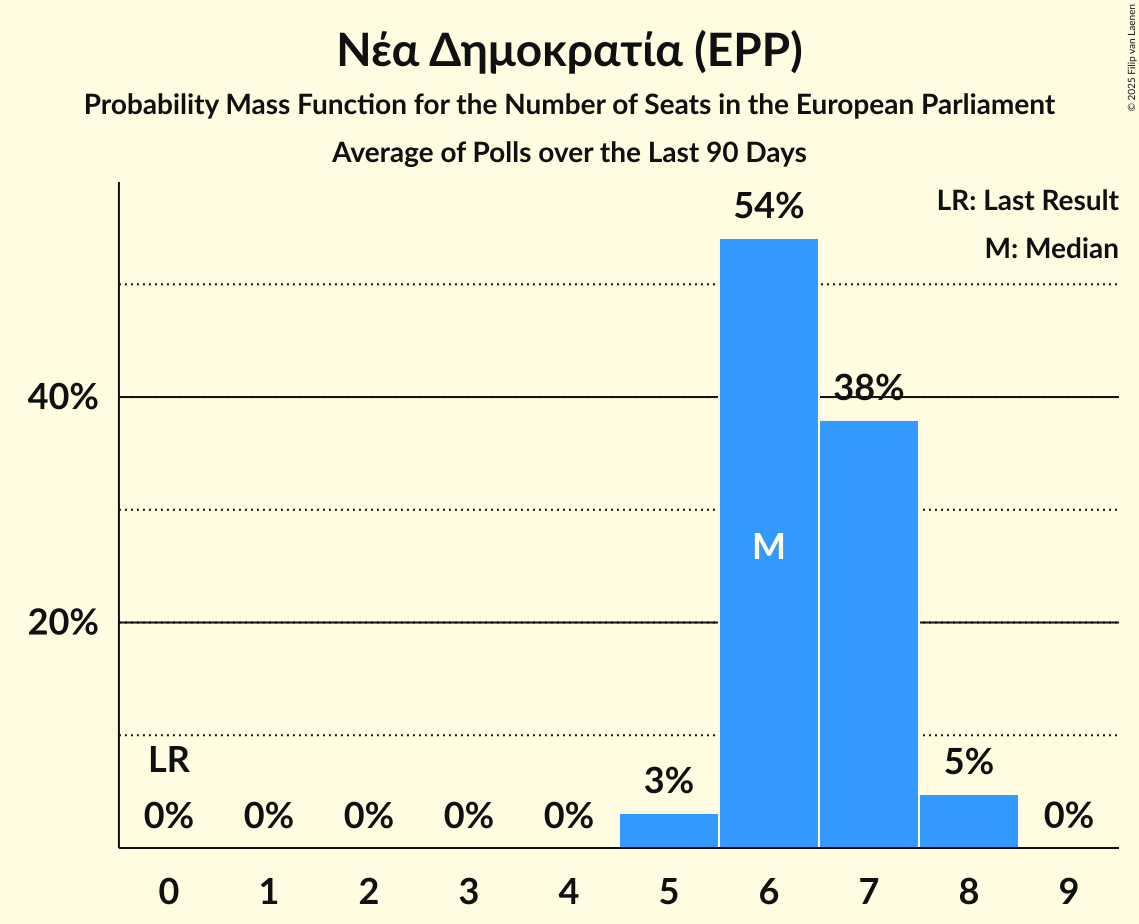 Νέα Δημοκρατία (EPP)
Probability Mass Function for the Number of Seats in the European Parliament
Average of Polls over the Last 90 Days
© 2025 Filip van Laenen
LR: Last Result
M: Median
54%
38%
40%
M
20%
LR
0%
0%
0%
0%
0%
3%
5%
0%
0
1
2
3
4
5
6
7
8
9